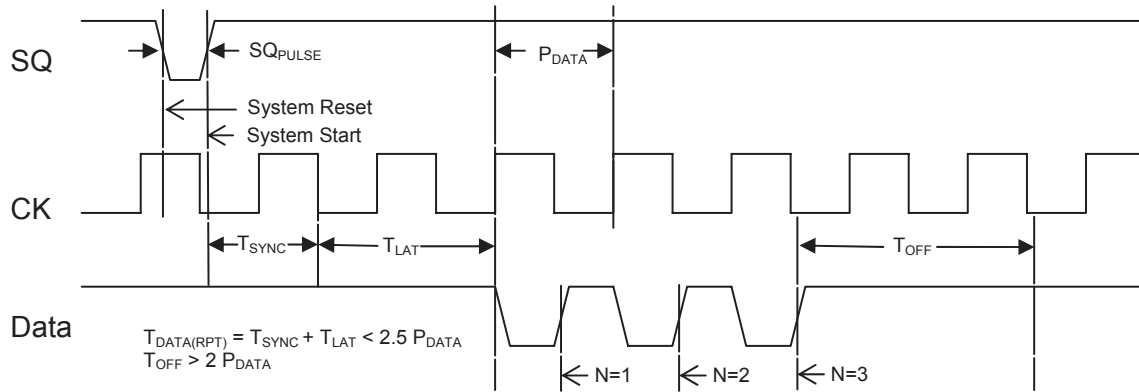 SQ
SQPULSE
PDATA
System Reset
System Start
CK
TSYNC
TLAT
TOFF
Data
TDATA(RPT) = TSYNC + TLAT < 2.5 PDATA
TOFF > 2 PDATA
N=1
N=2
N=3